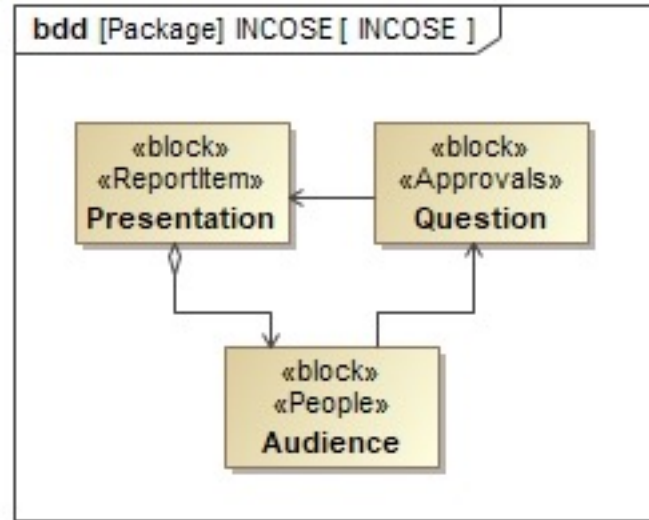 bdd [Package] INCOSE [ INCOSE ]
«block»
«ReportItem»
Presentation
«block»
«Approvals»
Question
«block»
«People»
Audience